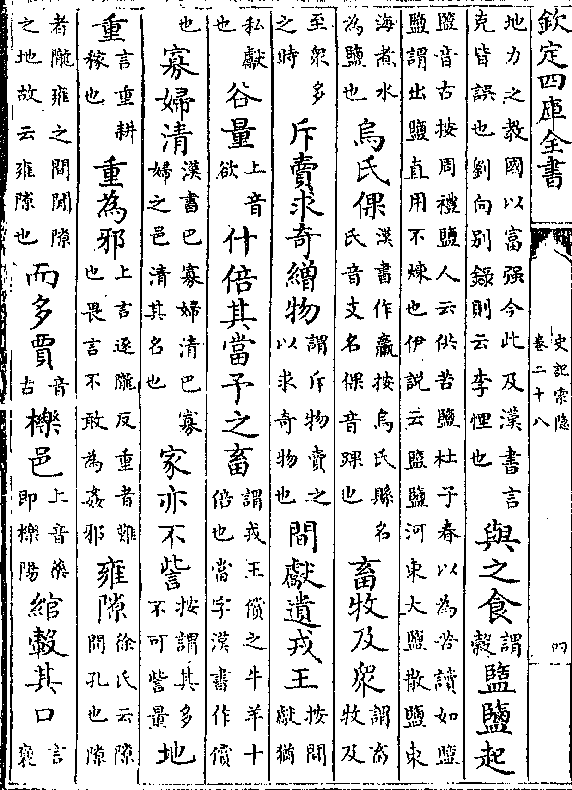 欽定四庫全書
史記索隱
卷二十八
四
地力之教國以富强今此及漢書言克皆誤也劉向别錄則云李悝也與之食謂穀盬鹽起
盬音古按周禮鹽人云供苦鹽杜子春以為苦讀如盬鹽謂出鹽直用不煉也伊說云盬鹽河東大鹽散鹽東
海煮水為鹽也烏氏倮漢書作臝按烏氏縣名氏音支名倮音踝也畜牧及衆謂畜牧及
至衆多之時斥賣求奇繒物謂斥物賣之以求奇物也間獻遺戎王按間獻猶
私獻也谷量上音欲什倍其當予之畜謂戎王償之牛羊十倍也當字漢書作償
也寡婦清漢書巴寡婦清巴寡婦之邑清其名也家亦不訾按謂其多不可訾量地
重言重耕稼也重為邪上言逐隴反重者難也畏言不敢為姦邪雍隙徐氏云隙間孔也隙
者隴雍之間閒隙之地故云雍隙也而多賈音古櫟邑上音藥即櫟陽綰轂其口言褒